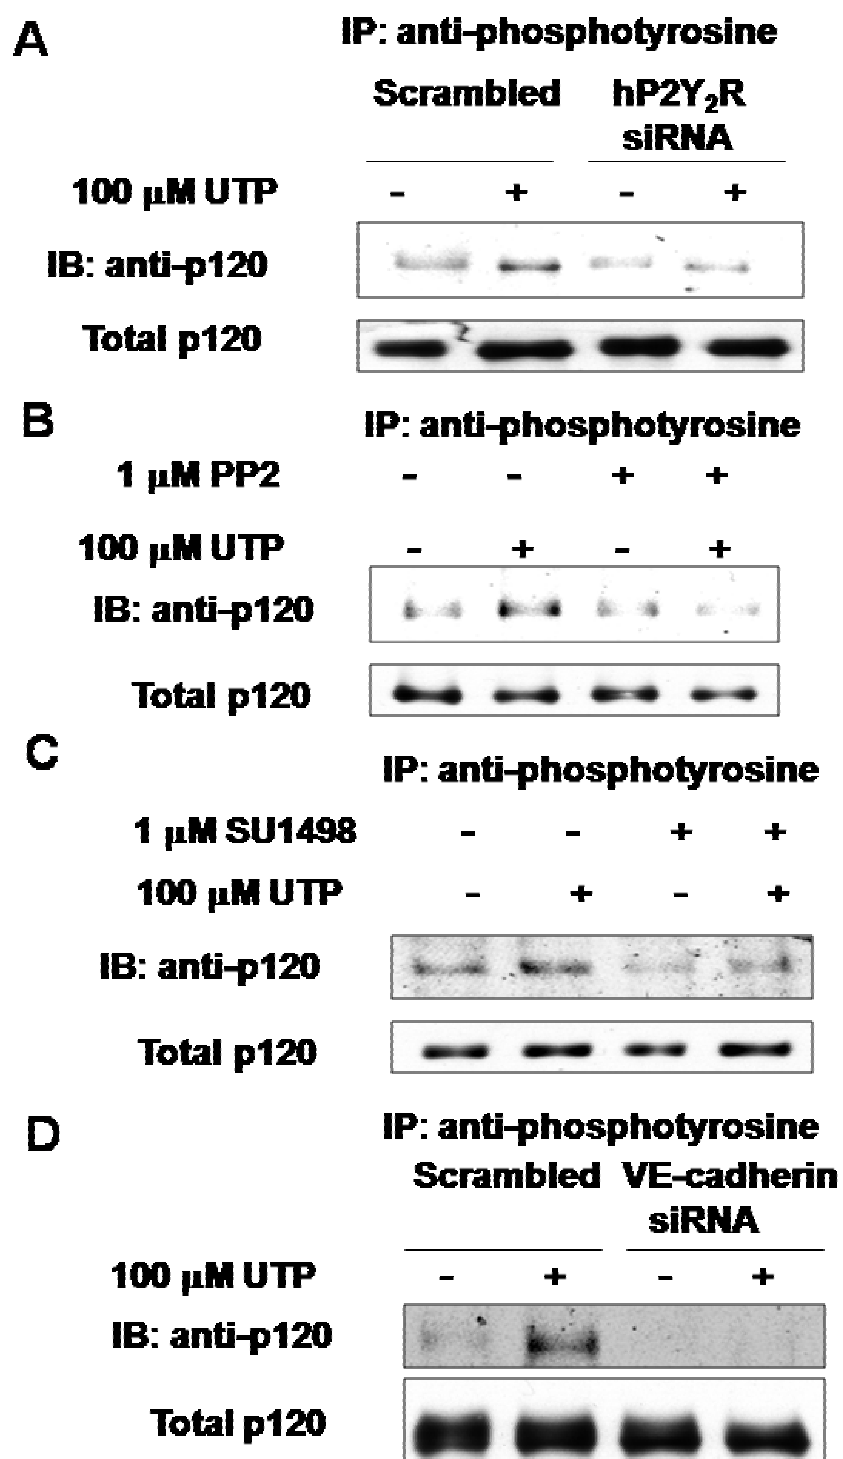 A
IP: anti-phosphotyrosine
Scrambled hP2Y₂R
siRNA
100 μM UTP - + - +
IB: anti-p120
Total p120
B
IP: anti-phosphotyrosine
1 μM PP2 - - + +
100 μM UTP - + - +
IB: anti-p120
Total p120
C
IP: anti-phosphotyrosine
1 μM SU1498 - - + +
100 μM UTP - + - +
IB: anti-p120
Total p120
D
IP: anti-phosphotyrosine
Scrambled VE-cadherin
siRNA
100 μM UTP - + - +
IB: anti-p120
Total p120